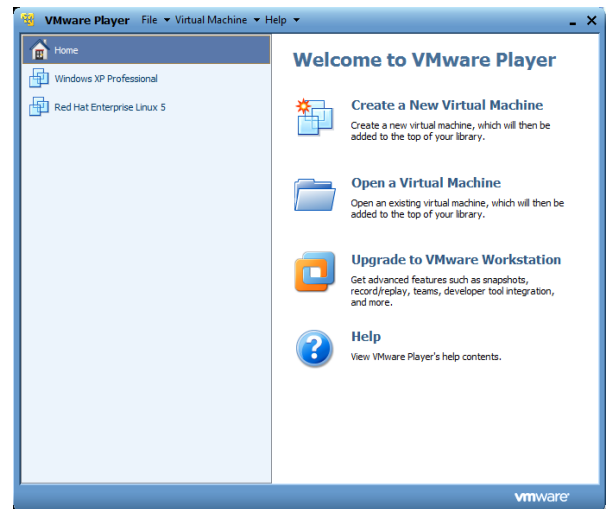 VMware Player File Virtual Machine Help
Home
Windows XP Professional
Red Hat Enterprise Linux 5
Welcome to VMware Player
Create a New Virtual Machine
Create a new virtual machine, which will then be
added to the top of your library.
Open a Virtual Machine
Open an existing virtual machine, which will then be
added to the top of your library.
Upgrade to VMware Workstation
Get advanced features such as snapshots,
record/replay, teams, developer tool integration,
and more.
Help
View VMware Player's help contents.
vmware